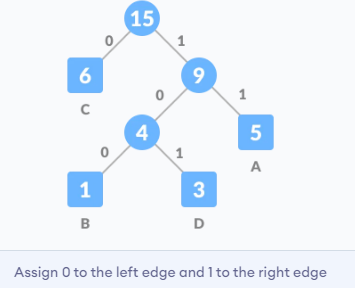 15
0 1
6 9
C
0 1
4 5
A
0 1
1 3
B D
Assign 0 to the left edge and 1 to the right edge